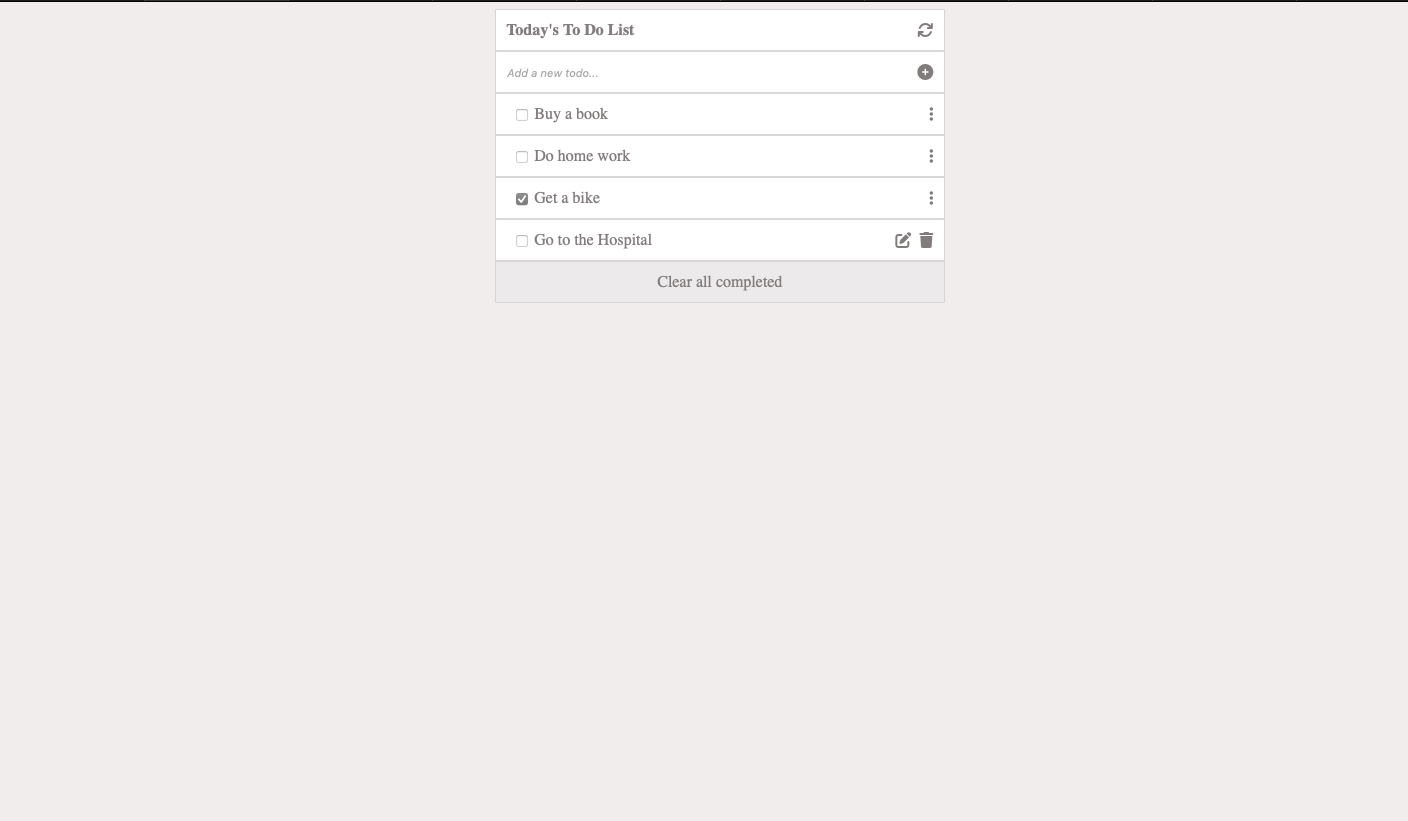 Today's To Do List
Add a new todo...
Buy a book
Do home work
Get a bike
Go to the Hospital
Clear all completed